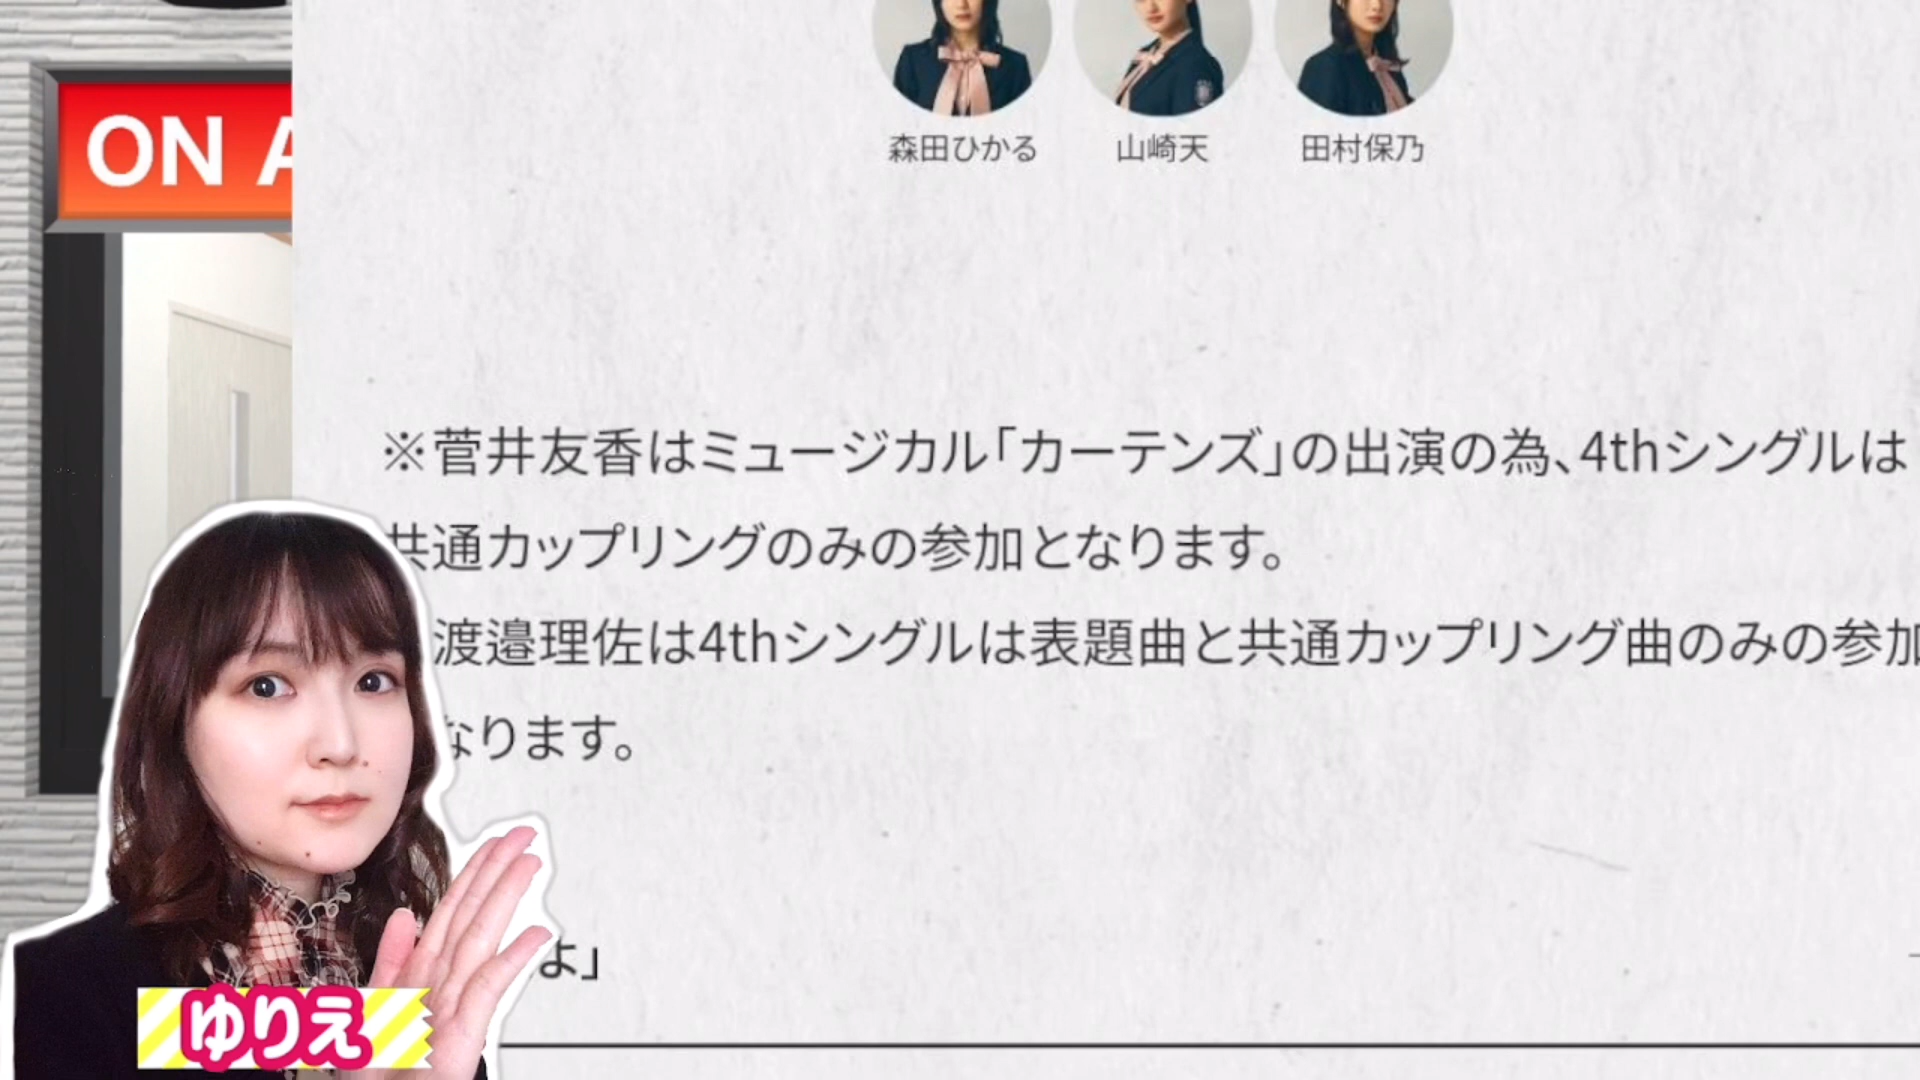 ON A
森田ひかる 山崎天 田村保乃
※菅井友香はミュージカル「カーテンズ」の出演の為、4thシングルは
共通カップリングのみの参加となります。
渡邉理佐は4thシングルは表題曲と共通カップリング曲のみの参加
なります。
よ」
ゆりえ